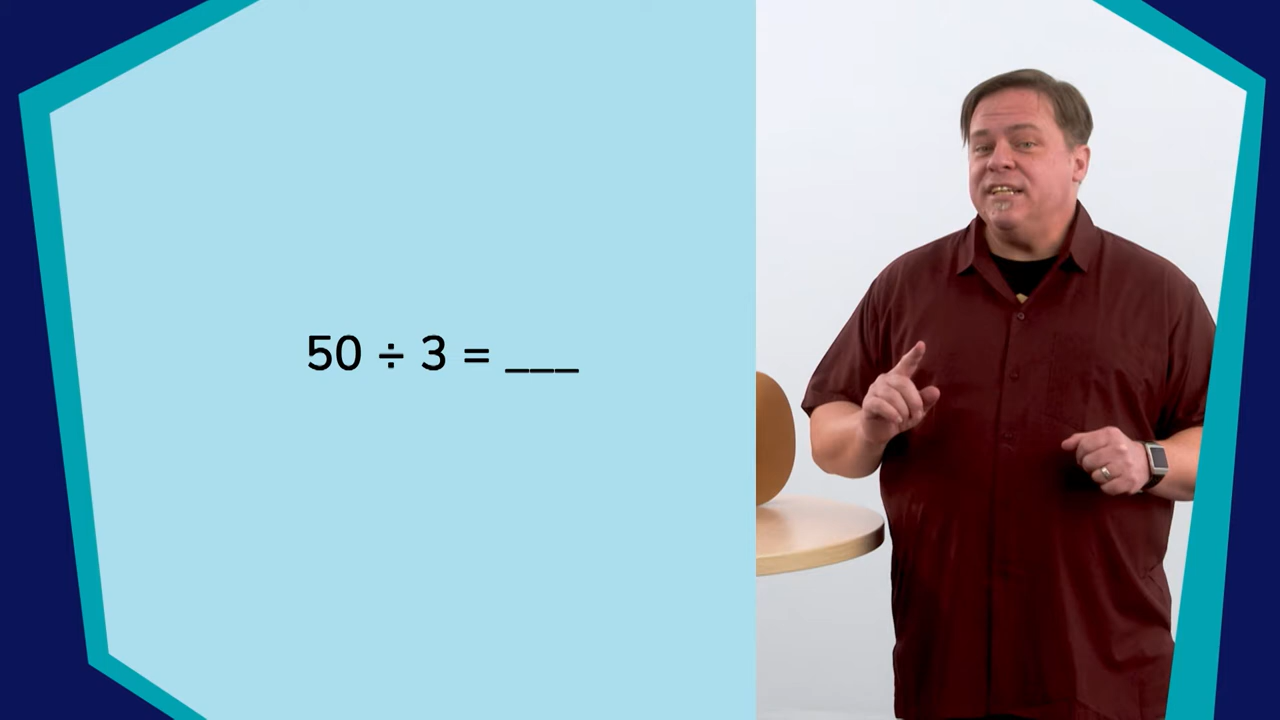 50 ÷ 3 = ___